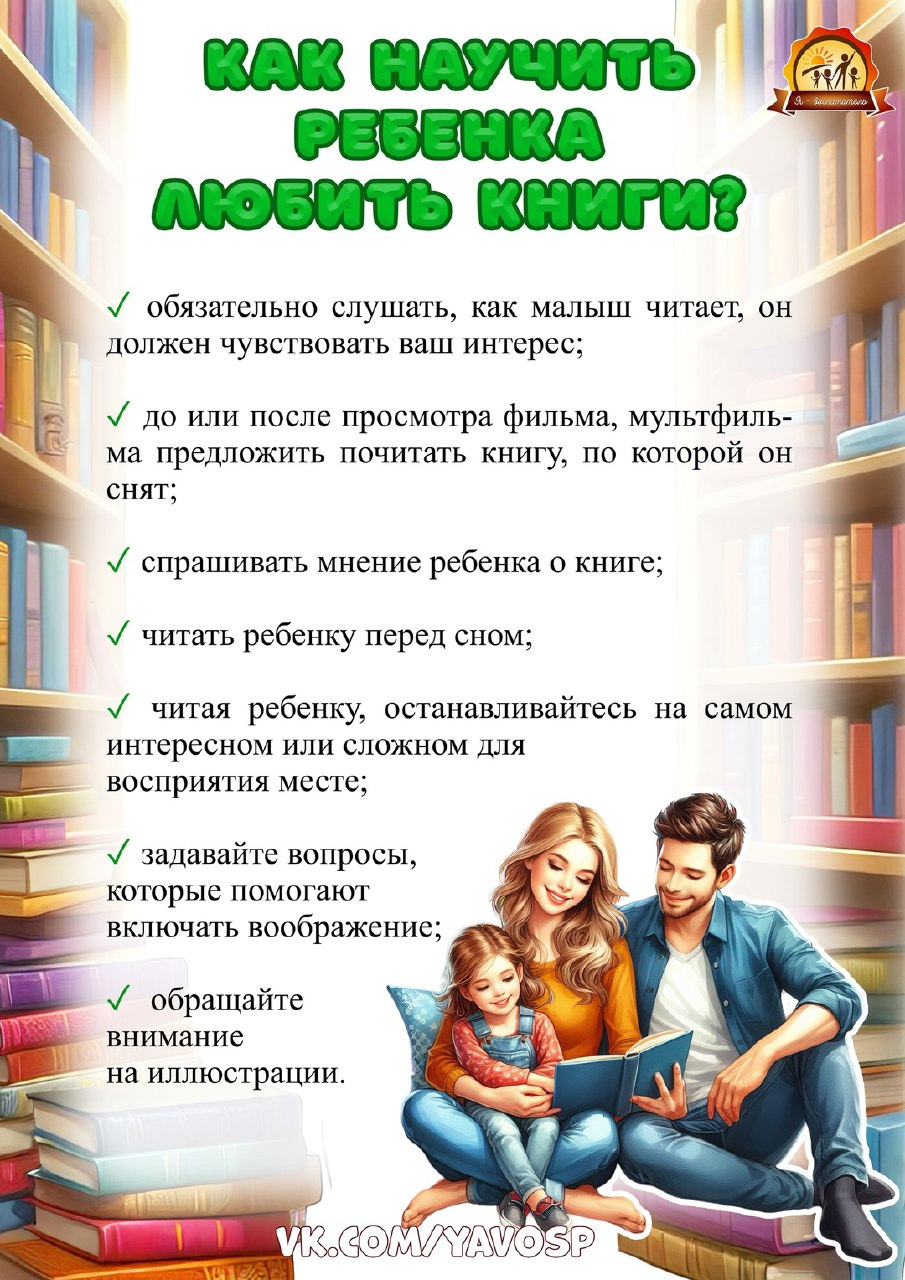 КАК НАУЧИТЬ
РЕБЕНКА
ЛЮБИТЬ КНИГИ?
Я - Воспитатель
✓ обязательно слушать, как малыш читает, он
должен чувствовать ваш интерес;
✓ до или после просмотра фильма, мультфиль-
ма предложить почитать книгу, по которой он
снят;
✓ спрашивать мнение ребенка о книге;
✓ читать ребенку перед сном;
✓ читая ребенку, останавливайтесь на самом
интересном или сложном для
восприятия месте;
✓ задавайте вопросы,
которые помогают
включать воображение;
✓ обращайте
внимание
на иллюстрации.
VK.COM/YAVOSP